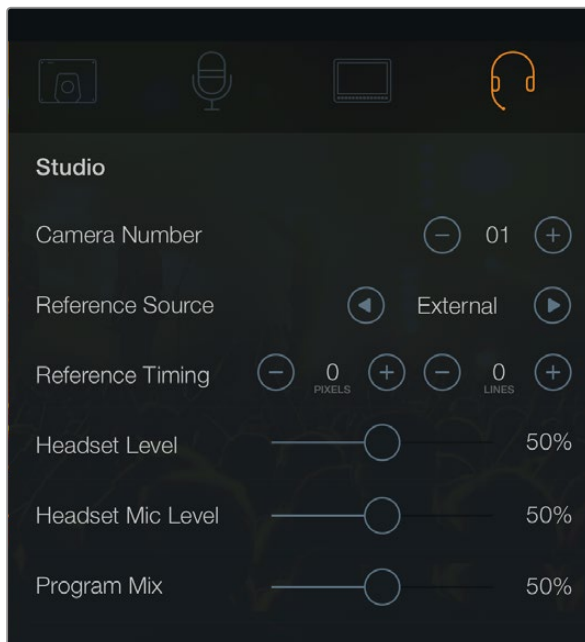 Studio
Camera Number 01
Reference Source External
Reference Timing 0 PIXELS 0 LINES
Headset Level 50%
Headset Mic Level 50%
Program Mix 50%